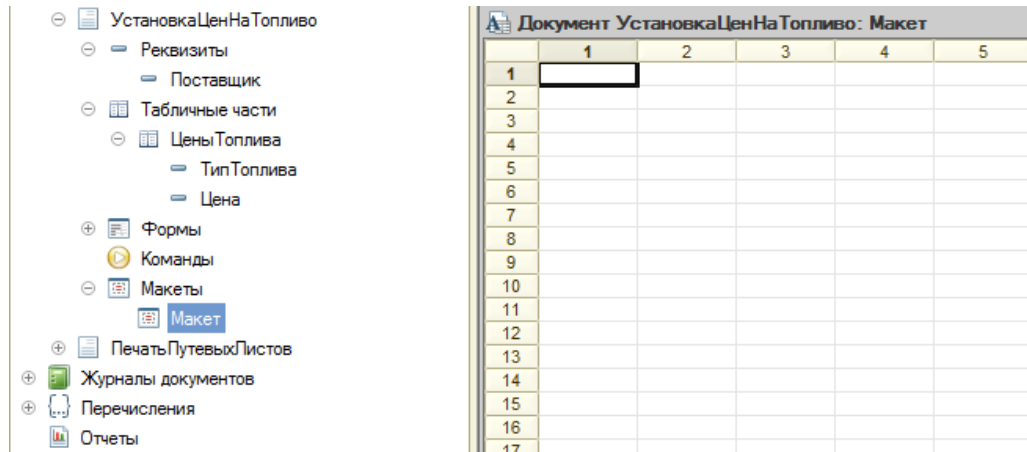 УстановкаЦенНаТопливо
Реквизиты
Поставщик
Табличные части
ЦеныТоплива
ТипТоплива
Цена
Формы
Команды
Макеты
Макет
ПечатьПутевыхЛистов
Журналы документов
Перечисления
Отчеты
Документ УстановкаЦенНаТопливо: Макет
1 2 3 4 5
1
2
3
4
5
6
7
8
9
10
11
12
13
14
15
16
17